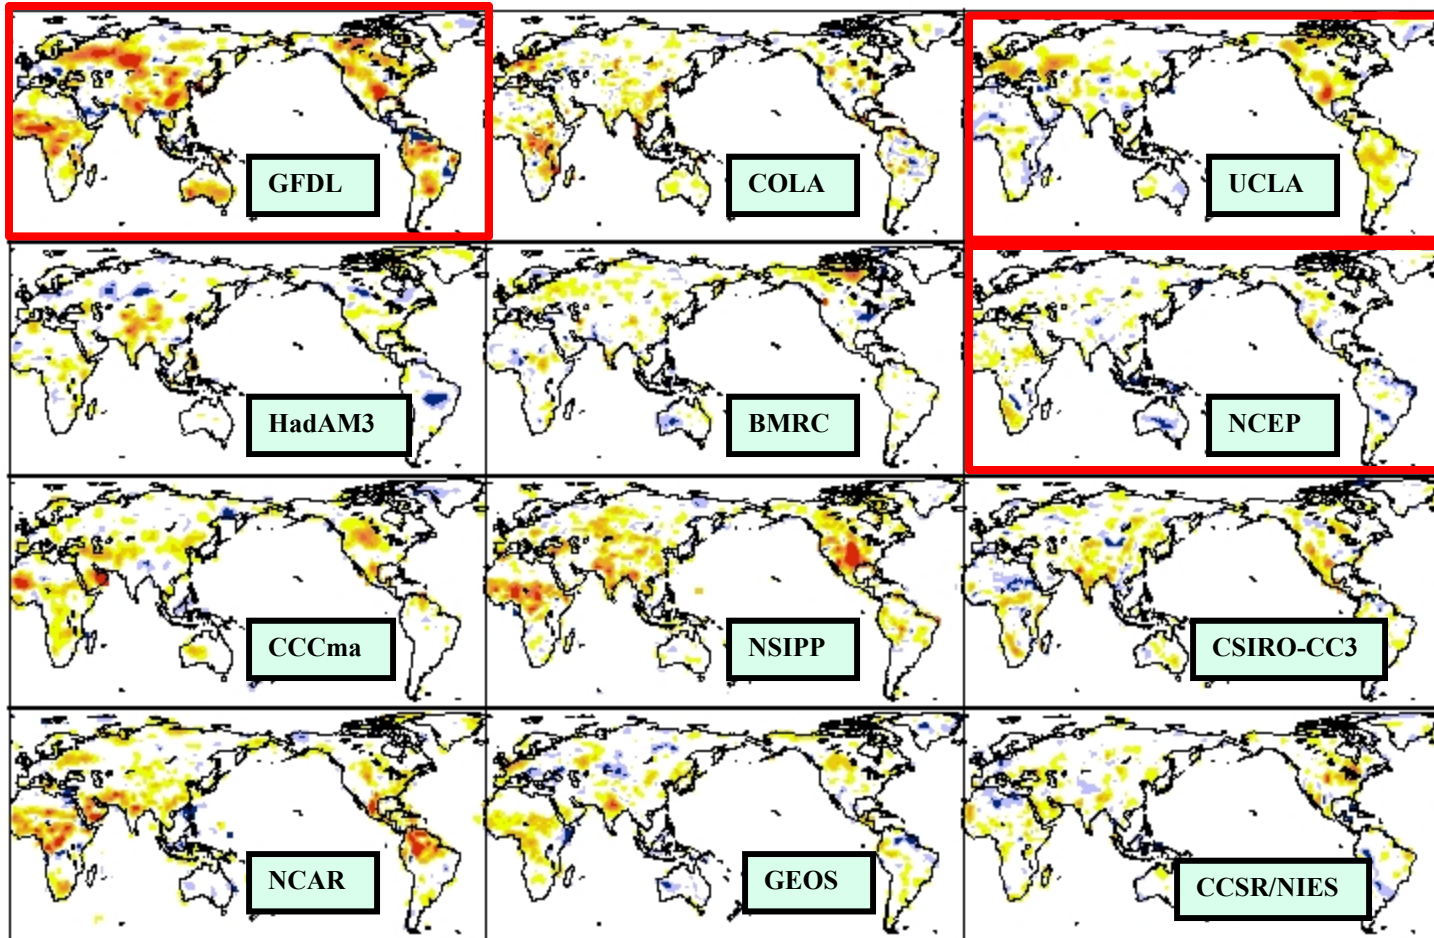 GFDL
COLA
UCLA
HadAM3
BMRC
NCEP
CCCma
NSIPP
CSIRO-CC3
NCAR
GEOS
CCSR/NIES